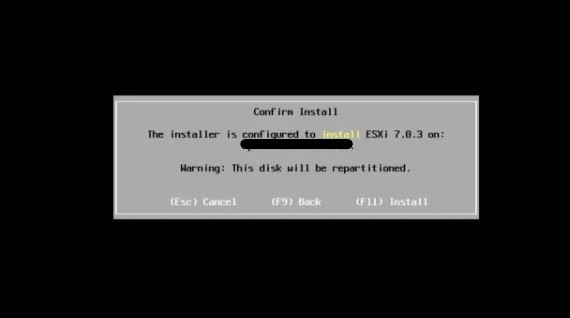 Confirm Install
The installer is configured to install ESXi 7.0.3 on:
Warning: This disk will be repartitioned.
(Esc) Cancel (F9) Back (F11) Install